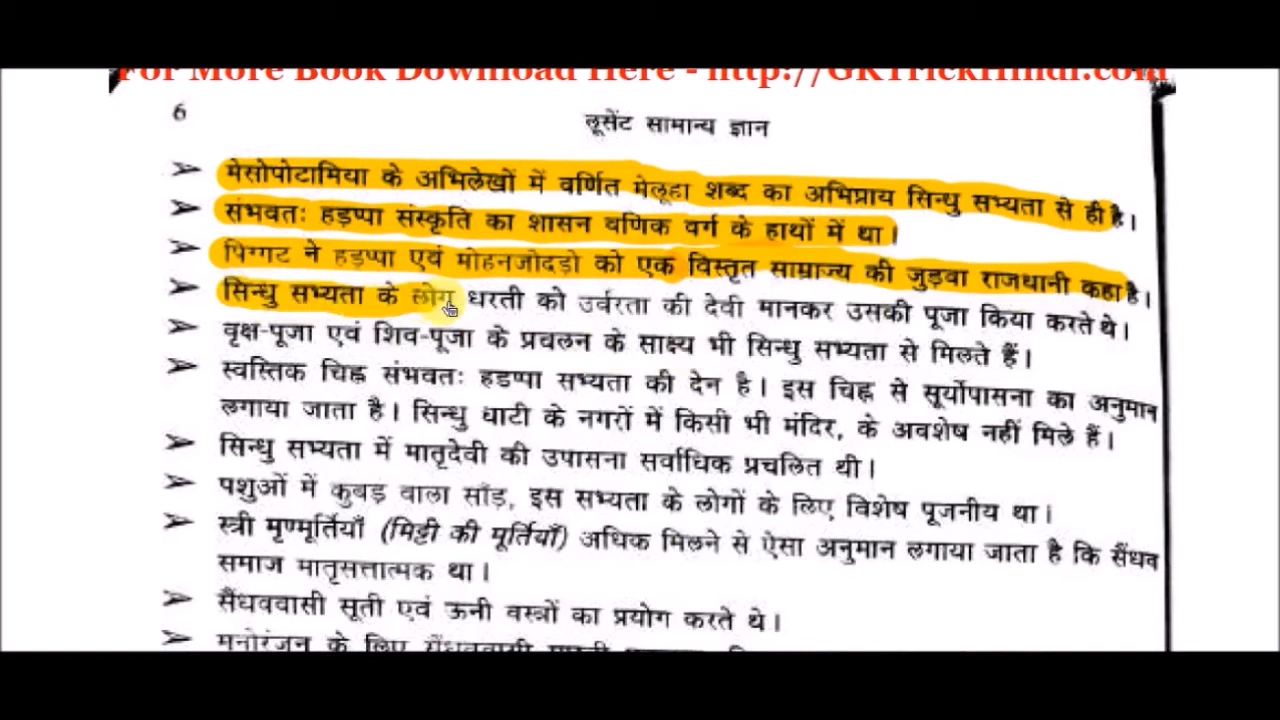 For More Book Download Here - http://GKTrickHindi.com
6
लूसेंट सामान्य ज्ञान
➢ मेसोपोटामिया के अभिलेखों में वर्णित मेलूहा शब्द का अभिप्राय सिन्धु सभ्यता से ही है।
➢ संभवतः हड़प्पा संस्कृति का शासन वणिक वर्ग के हाथों में था।
➢ पिग्गट ने हड़प्पा एवं मोहनजोदड़ो को एक विस्तृत साम्राज्य की जुड़वा राजधानी कहा है।
➢ सिन्धु सभ्यता के लोग धरती को उर्वरता की देवी मानकर उसकी पूजा किया करते थे।
➢ वृक्ष-पूजा एवं शिव-पूजा के प्रचलन के साक्ष्य भी सिन्धु सभ्यता से मिलते हैं।
➢ स्वस्तिक चिह्न संभवतः हड़प्पा सभ्यता की देन है। इस चिह्न से सूर्योपासना का अनुमान
लगाया जाता है। सिन्धु घाटी के नगरों में किसी भी मंदिर, के अवशेष नहीं मिले हैं।
➢ सिन्धु सभ्यता में मातृदेवी की उपासना सर्वाधिक प्रचलित थी।
➢ पशुओं में कुबड़ वाला साँड़, इस सभ्यता के लोगों के लिए विशेष पूजनीय था।
➢ स्त्री मृण्मूर्तियाँ (मिट्टी की मूर्तियाँ) अधिक मिलने से ऐसा अनुमान लगाया जाता है कि सैंधव
समाज मातृसत्तात्मक था।
➢ सैंधववासी सूती एवं ऊनी वस्त्रों का प्रयोग करते थे।
➢ मनोरंजन के लिए सैंधववासी